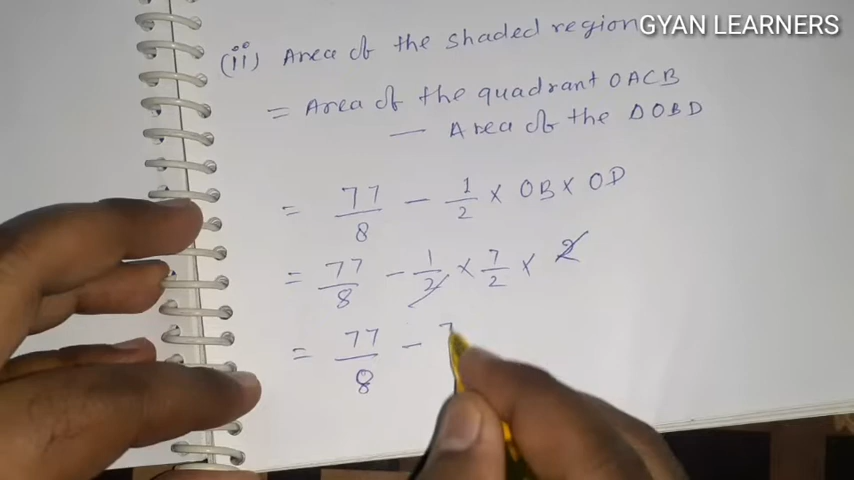 GYAN LEARNERS
(ii) Area of the shaded region
= Area of the quadrant OACB
— Area of the ΔOBD
= 77/8 - 1/2 × OB × OD
= 77/8 - 1/2 × 7/2 × 2
= 77/8 - 7